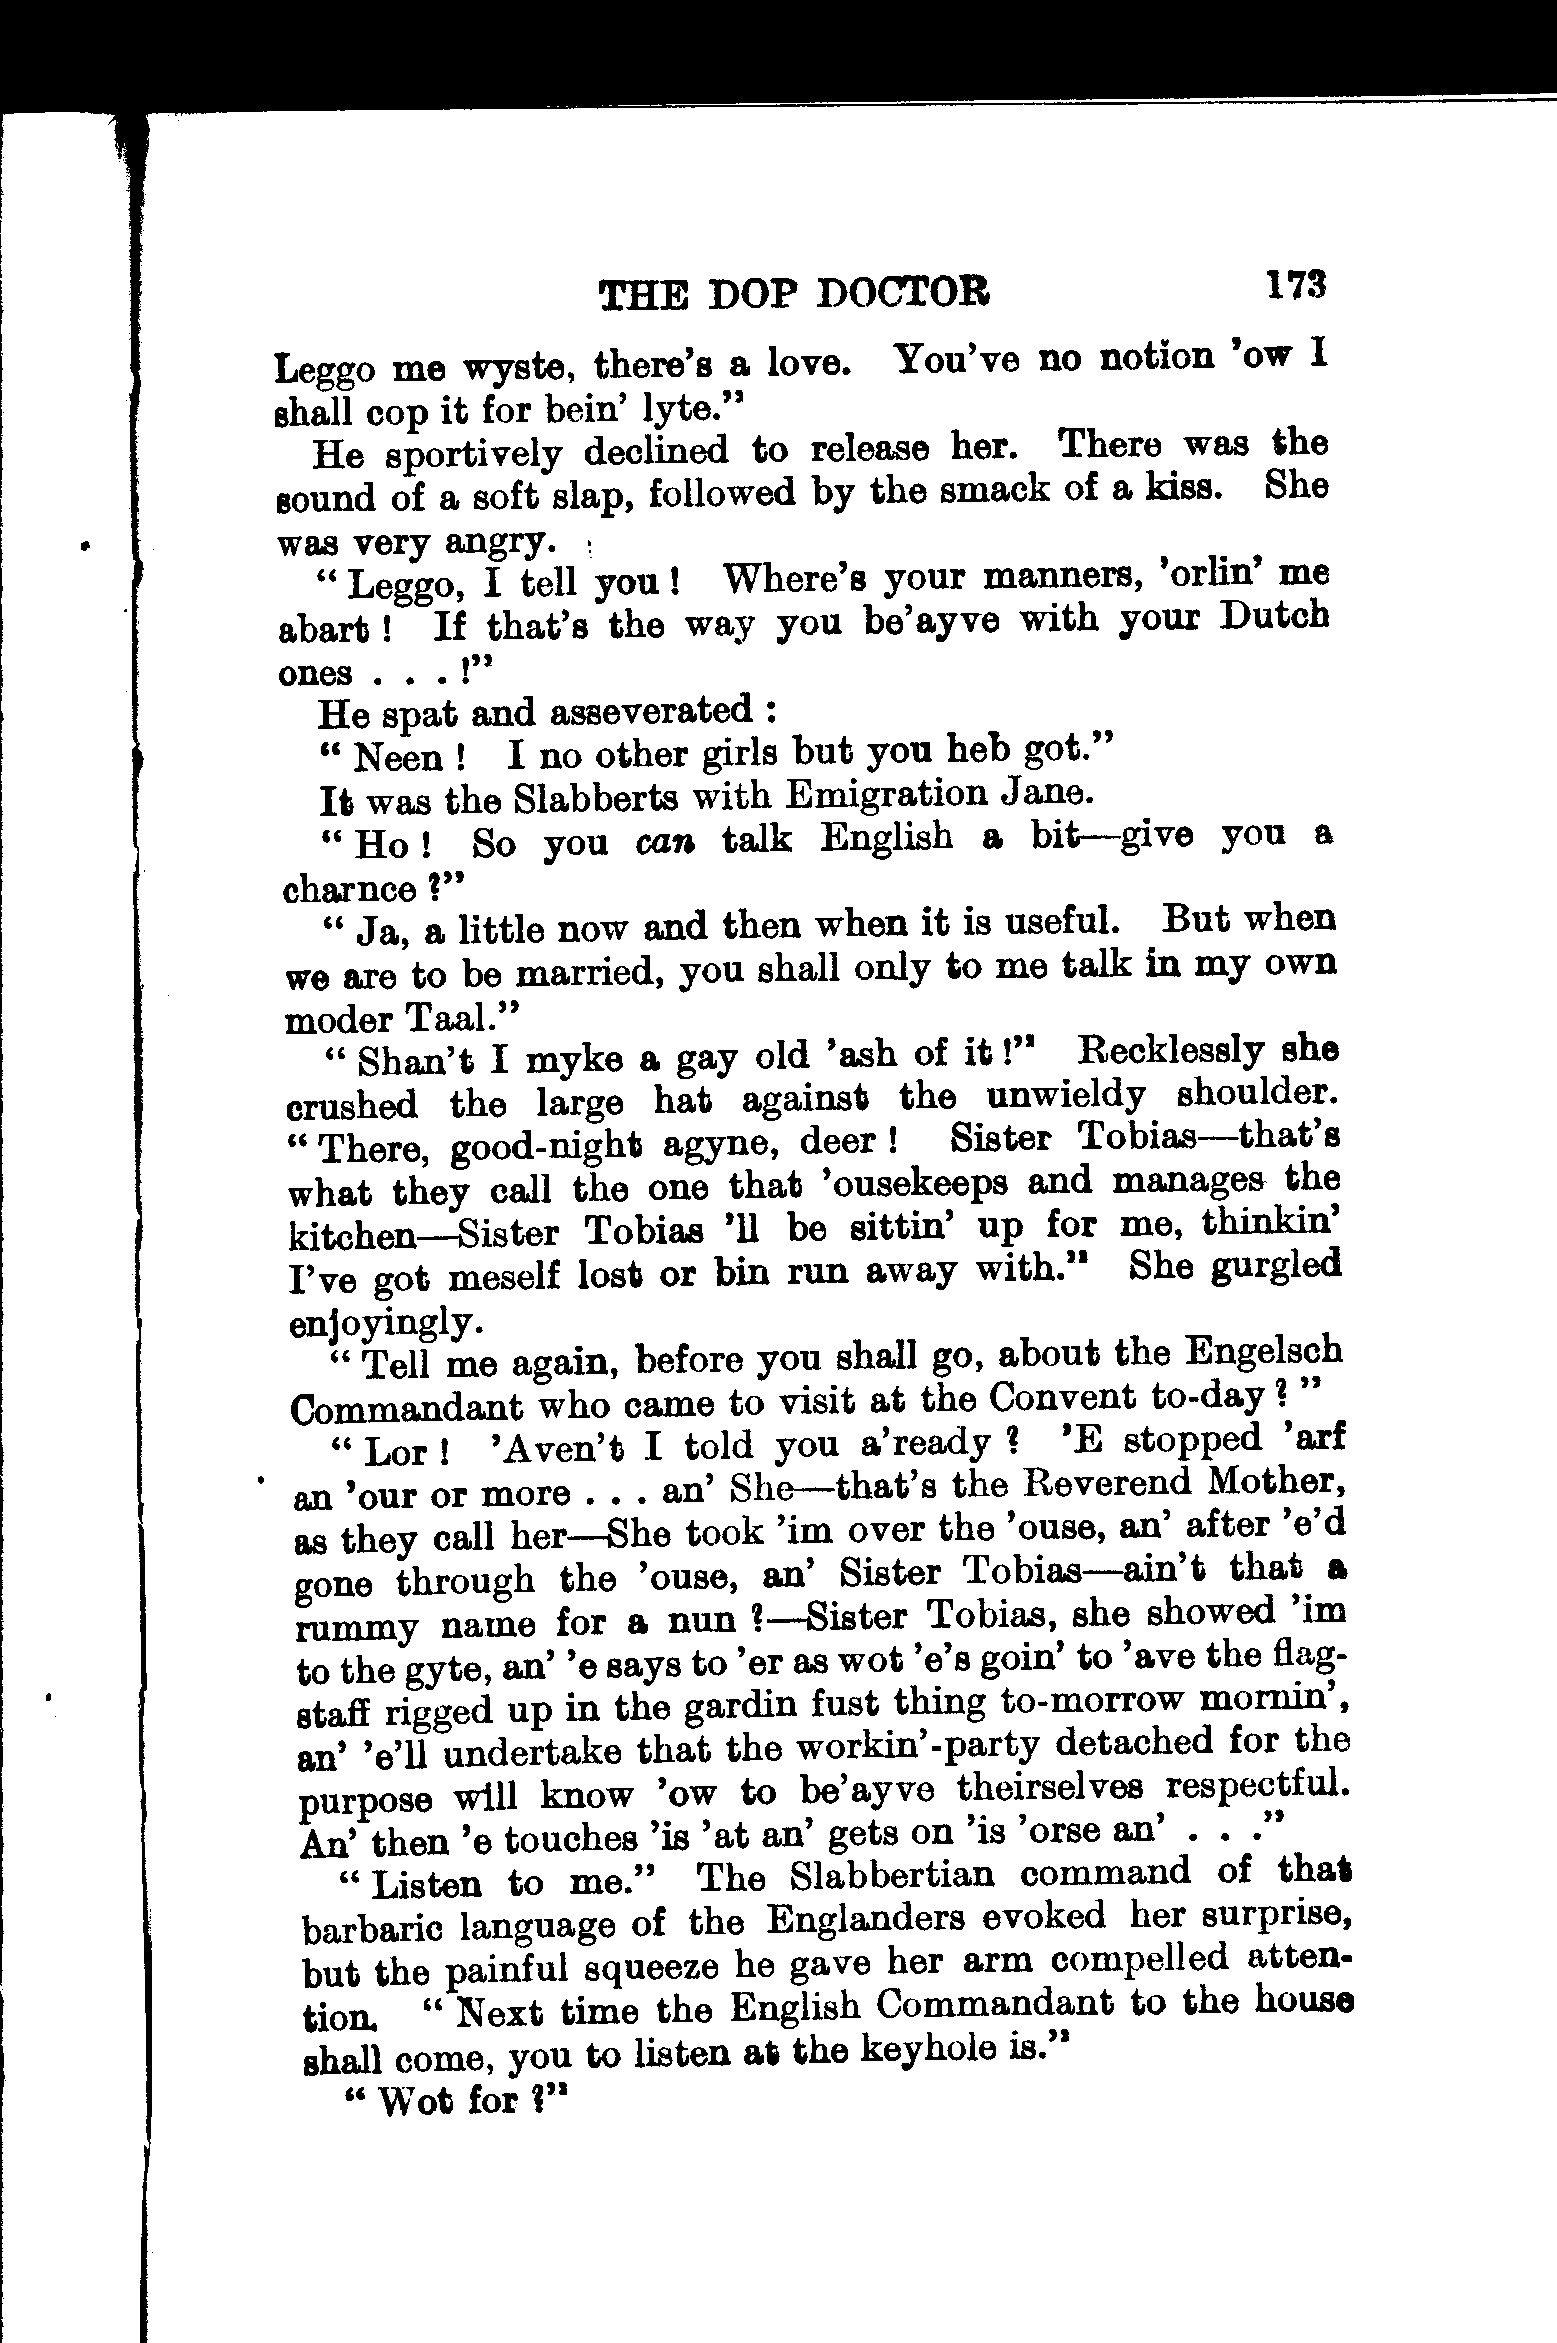 THE DOP DOCTOR 173
Leggo me wyste, there's a love. You've no notion 'ow I
shall cop it for bein' lyte."
He sportively declined to release her. There was the
sound of a soft slap, followed by the smack of a kiss. She
was very angry.
"Leggo, I tell you! Where's your manners, 'orlin' me
abart! If that's the way you be'ayve with your Dutch
ones . . . !"
He spat and asseverated:
"Neen! I no other girls but you heb got."
It was the Slabberts with Emigration Jane.
"Ho! So you can talk English a bit—give you a
charnce?"
"Ja, a little now and then when it is useful. But when
we are to be married, you shall only to me talk in my own
moder Taal."
"Shan't I myke a gay old 'ash of it!" Recklessly she
crushed the large hat against the unwieldy shoulder.
"There, good-night agyne, deer! Sister Tobias—that's
what they call the one that 'ousekeeps and manages the
kitchen—Sister Tobias 'll be sittin' up for me, thinkin'
I've got meself lost or bin run away with." She gurgled
enjoyingly.
"Tell me again, before you shall go, about the Engelsch
Commandant who came to visit at the Convent to-day?"
"Lor! 'Aven't I told you a'ready? 'E stopped 'arf
an 'our or more . . . an' She—that's the Reverend Mother,
as they call her—She took 'im over the 'ouse, an' after 'e'd
gone through the 'ouse, an' Sister Tobias—ain't that a
rummy name for a nun?—Sister Tobias, she showed 'im
to the gyte, an' 'e says to 'er as wot 'e's goin' to 'ave the flag-
staff rigged up in the gardin fust thing to-morrow mornin',
an' 'e'll undertake that the workin'-party detached for the
purpose will know 'ow to be'ayve theirselves respectful.
An' then 'e touches 'is 'at an' gets on 'is 'orse an' . . ."
"Listen to me." The Slabbertian command of that
barbaric language of the Englanders evoked her surprise,
but the painful squeeze he gave her arm compelled atten-
tion. "Next time the English Commandant to the house
shall come, you to listen at the keyhole is."
"Wot for?"